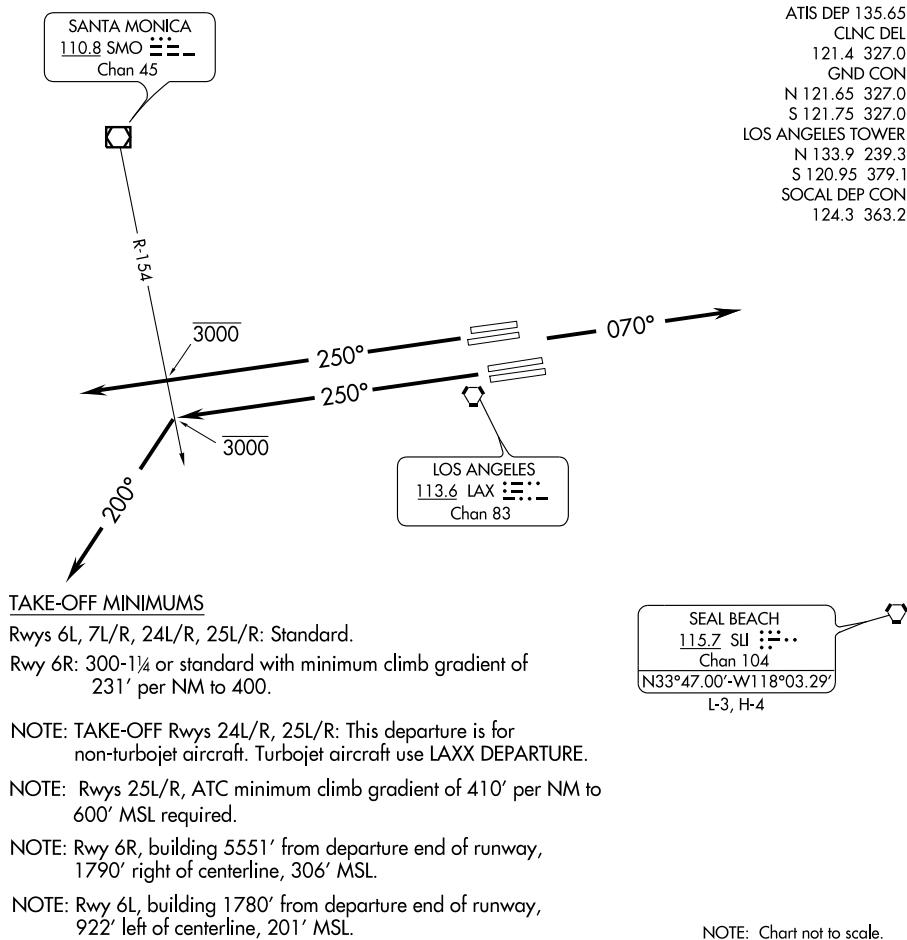 SANTA MONICA
110.8 SMO
Chan 45
ATIS DEP 135.65
CLNC DEL
121.4 327.0
GND CON
N 121.65 327.0
S 121.75 327.0
LOS ANGELES TOWER
N 133.9 239.3
S 120.95 379.1
SOCAL DEP CON
124.3 363.2
R-154
3000
250°
070°
250°
3000
200°
LOS ANGELES
113.6 LAX
Chan 83
TAKE-OFF MINIMUMS
Rwys 6L, 7L/R, 24L/R, 25L/R: Standard.
Rwy 6R: 300-1¼ or standard with minimum climb gradient of
231' per NM to 400.
SEAL BEACH
115.7 SLI
Chan 104
N33°47.00'-W118°03.29'
L-3, H-4
NOTE: TAKE-OFF Rwys 24L/R, 25L/R: This departure is for
non-turbojet aircraft. Turbojet aircraft use LAXX DEPARTURE.
NOTE: Rwys 25L/R, ATC minimum climb gradient of 410' per NM to
600' MSL required.
NOTE: Rwy 6R, building 5551' from departure end of runway,
1790' right of centerline, 306' MSL.
NOTE: Rwy 6L, building 1780' from departure end of runway,
922' left of centerline, 201' MSL.
NOTE: Chart not to scale.